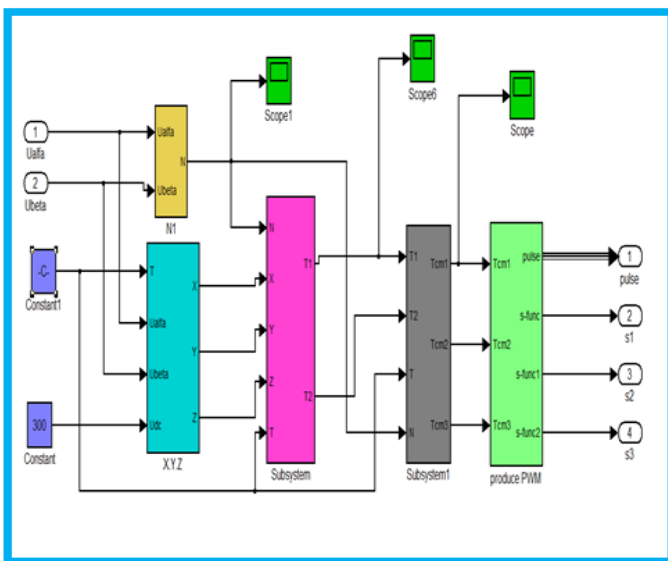 Scope1
Scope6
Scope
1
Ualfa
2
Ubeta
Ualfa
Ubeta
N
N1
-C-
Constant1
300
Constant
T
Ualfa
Ubeta
Udc
X
Y
Z
X.Y.Z
N
X
Y
Z
T
T1
T2
Subsystem
T1
T2
T
N
Tcm1
Tcm2
Tcm3
Subsystem1
Tcm1
Tcm2
Tcm3
pulse
s-func
s-func1
s-func2
produce PWM
1
pulse
2
s1
3
s2
4
s3